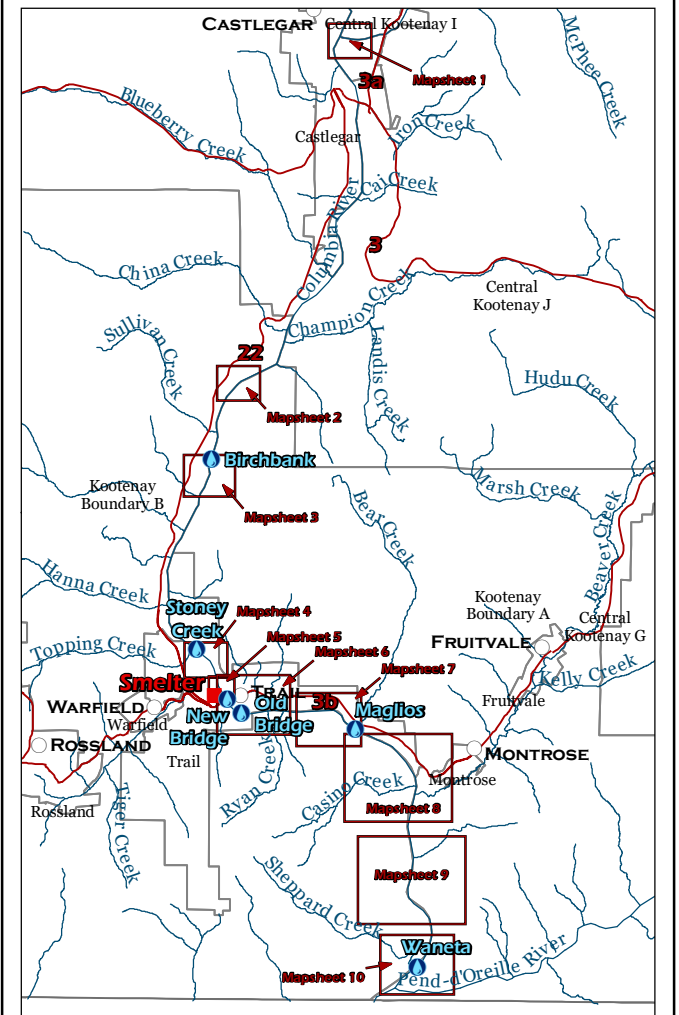 CASTLEGAR
Central Kootenay I
McPhee Creek
Mapsheet 1
3a
Blueberry Creek
Iron Creek
Castlegar
Cai Creek
Columbia River
3
China Creek
Central
Kootenay J
Champion Creek
Sullivan Creek
Landis Creek
22
Hudu Creek
Mapsheet 2
Birchbank
Marsh Creek
Kootenay
Boundary B
Bear Creek
Beaver Creek
Mapsheet 3
Hanna Creek
Kootenay
Boundary A
Stoney
Creek
Mapsheet 4
Central
Kootenay G
Topping Creek
Mapsheet 5
FRUITVALE
Mapsheet 6
Mapsheet 7
Kelly Creek
Smelter
TRAIL
Fruitvale
WARFIELD
3b
Old
Bridge
Maglios
New
Bridge
Warfield
ROSSLAND
MONTROSE
Trail
Ryan Creek
Casino Creek
Montrose
Rossland
Tiger Creek
Mapsheet 8
Mapsheet 9
Sheppard Creek
Waneta
Mapsheet 10
Pend-d'Oreille River